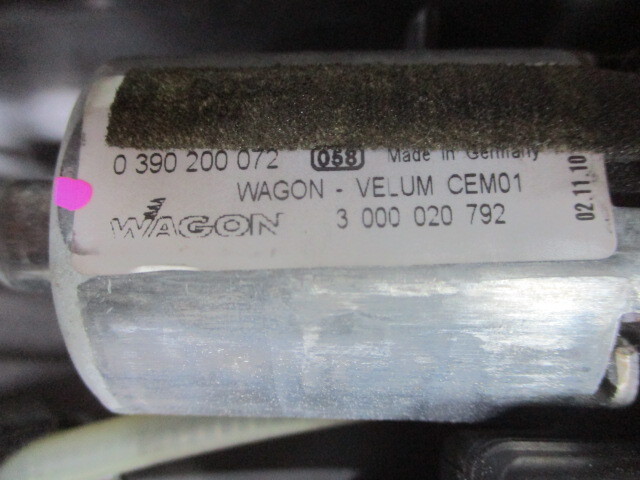 0 390 200 072 058 Made in Germany
WAGON - VELUM CEM01
WAGON 3 000 020 792
02.11.10